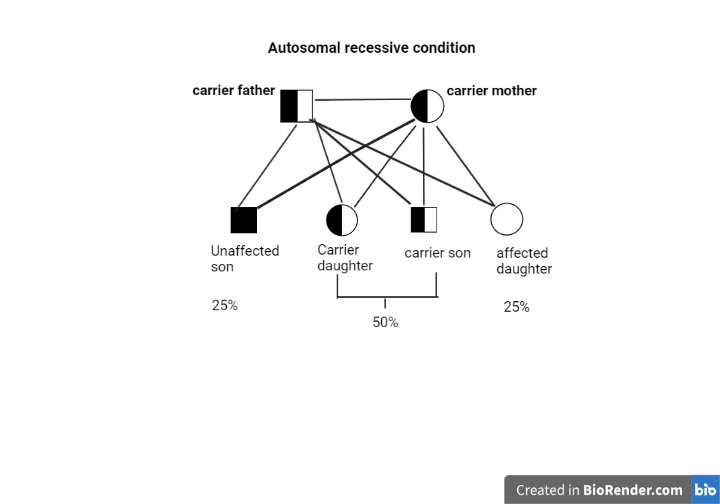 Autosomal recessive condition
carrier father
carrier mother
Unaffected
son
Carrier
daughter
carrier son
affected
daughter
25%
50%
25%
Created in BioRender.com bio